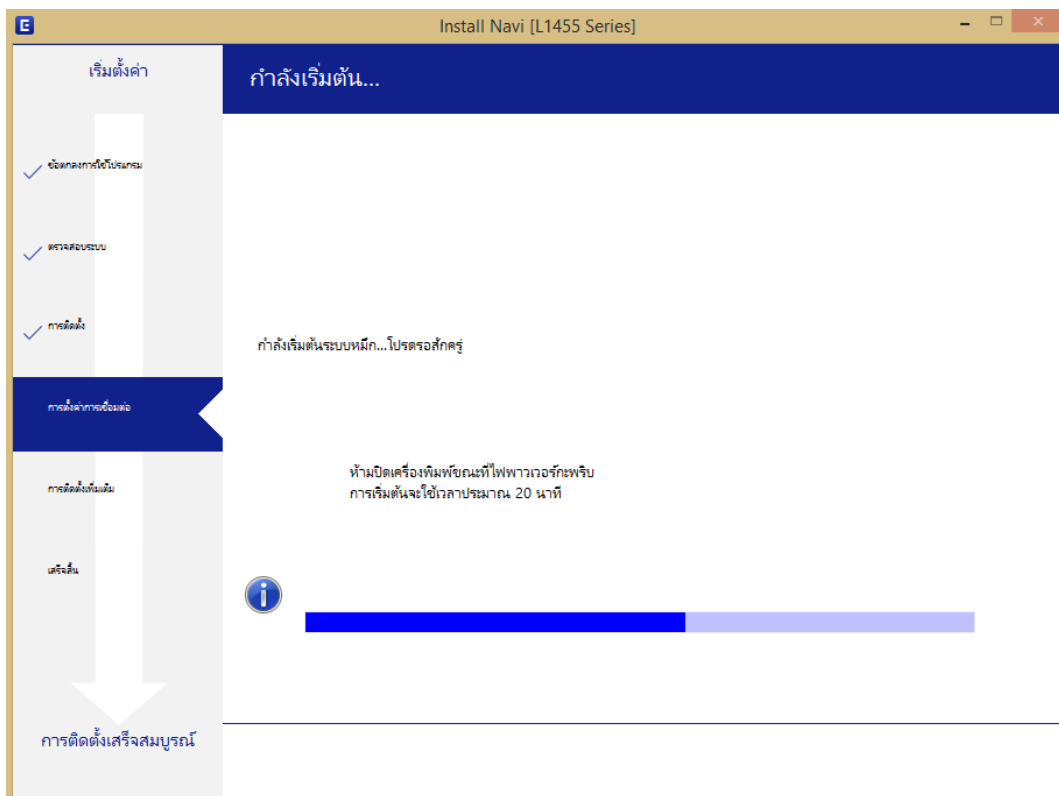 Install Navi [L1455 Series]
เริ่มตั้งค่า
กำลังเริ่มต้น...
ข้อตกลงการใช้โปรแกรม
ตรวจสอบระบบ
การติดตั้ง
กำลังเริ่มต้นระบบหมึก...โปรดรอสักครู่
การตั้งค่าการเชื่อมต่อ
ห้ามปิดเครื่องพิมพ์ขณะที่ไฟพาวเวอร์กะพริบ
การเริ่มต้นจะใช้เวลาประมาณ 20 นาที
การติดตั้งเพิ่มเติม
เสร็จสิ้น
การติดตั้งเสร็จสมบูรณ์